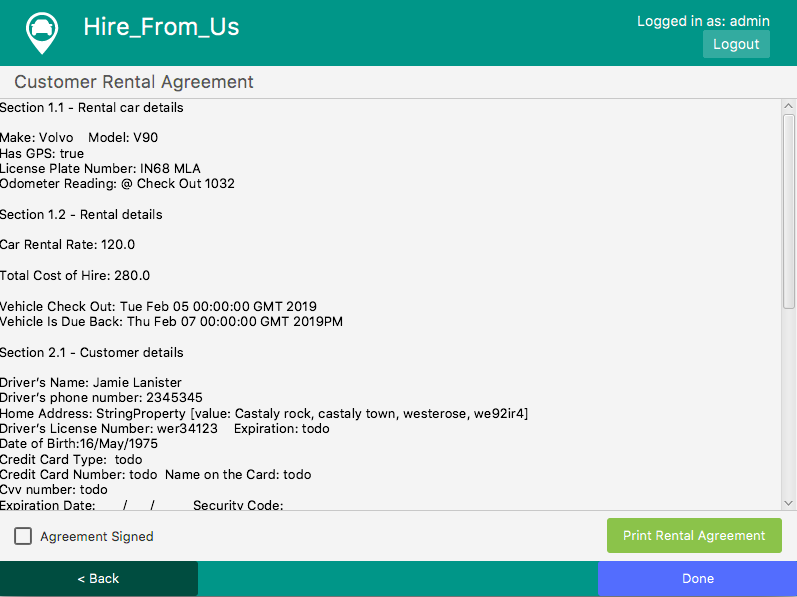 Hire_From_Us
Logged in as: admin
Logout
Customer Rental Agreement
Section 1.1 - Rental car details
Make: Volvo    Model: V90
Has GPS: true
License Plate Number: IN68 MLA
Odometer Reading: @ Check Out 1032
Section 1.2 - Rental details
Car Rental Rate: 120.0
Total Cost of Hire: 280.0
Vehicle Check Out: Tue Feb 05 00:00:00 GMT 2019
Vehicle Is Due Back: Thu Feb 07 00:00:00 GMT 2019PM
Section 2.1 - Customer details
Driver's Name: Jamie Lanister
Driver's phone number: 2345345
Home Address: StringProperty [value: Castaly rock, castaly town, westerose, we92ir4]
Driver's License Number: wer34123    Expiration: todo
Date of Birth:16/May/1975
Credit Card Type:  todo
Credit Card Number: todo  Name on the Card: todo
Cvv number: todo
Expiration Date:       /      /          Security Code:
Agreement Signed
Print Rental Agreement
< Back
Done